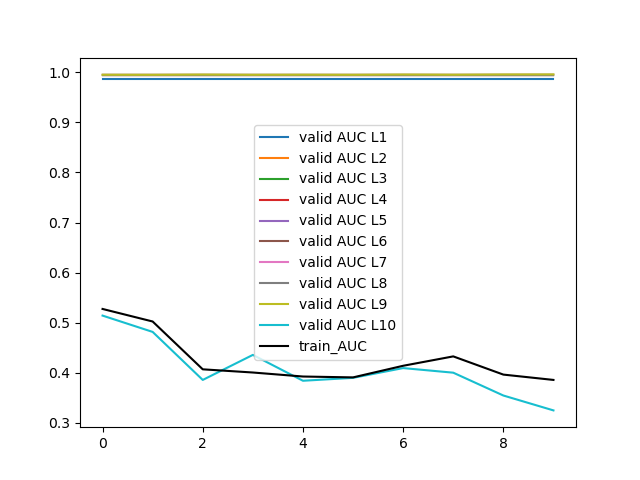 1.0
0.9
0.8
0.7
0.6
0.5
0.4
0.3
valid AUC L1
valid AUC L2
valid AUC L3
valid AUC L4
valid AUC L5
valid AUC L6
valid AUC L7
valid AUC L8
valid AUC L9
valid AUC L10
train_AUC
0 2 4 6 8